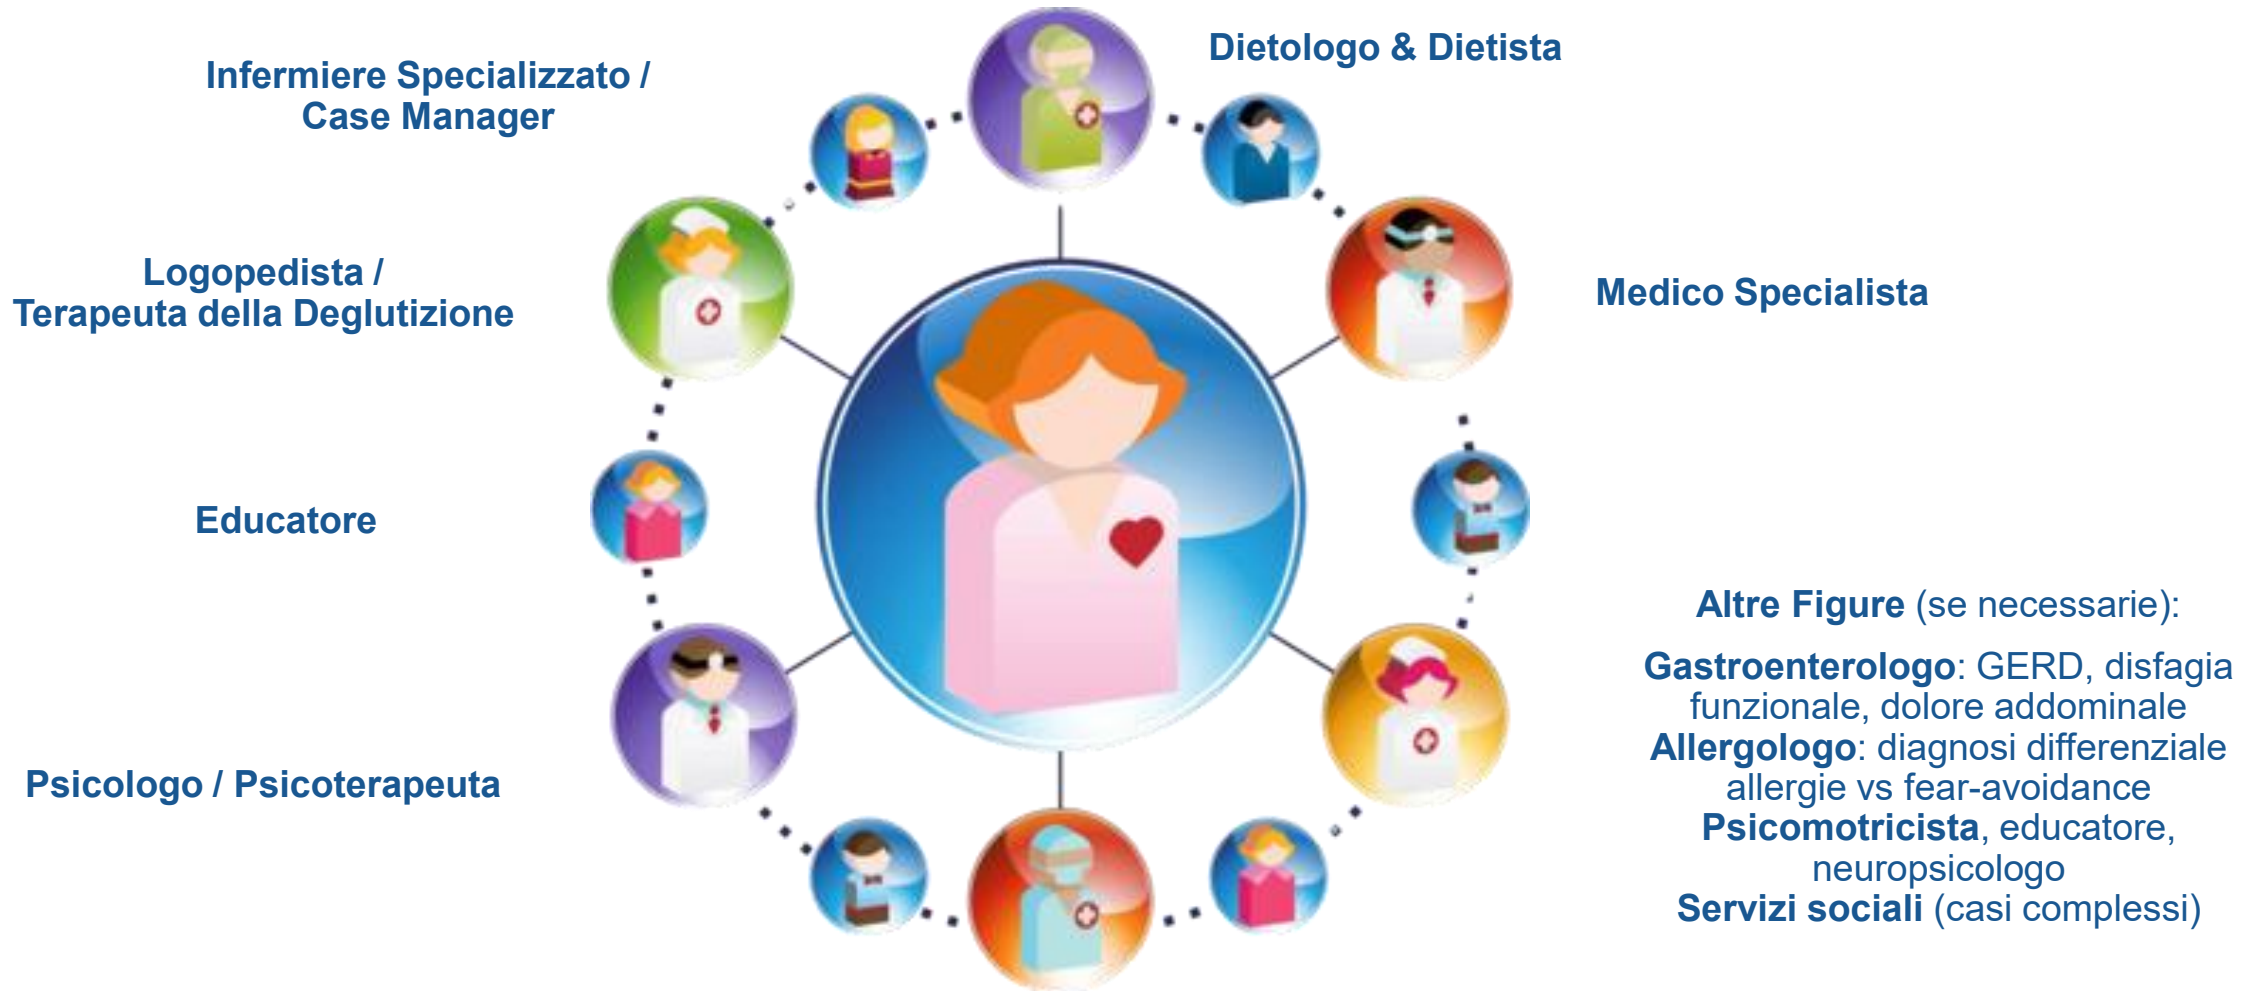 Dietologo & Dietista
Infermiere Specializzato /
Case Manager
Logopedista /
Terapeuta della Deglutizione
Medico Specialista
Educatore
Altre Figure (se necessarie):
Gastroenterologo: GERD, disfagia
funzionale, dolore addominale
Allergologo: diagnosi differenziale
allergie vs fear-avoidance
Psicomotricista, educatore,
neuropsicologo
Servizi sociali (casi complessi)
Psicologo / Psicoterapeuta